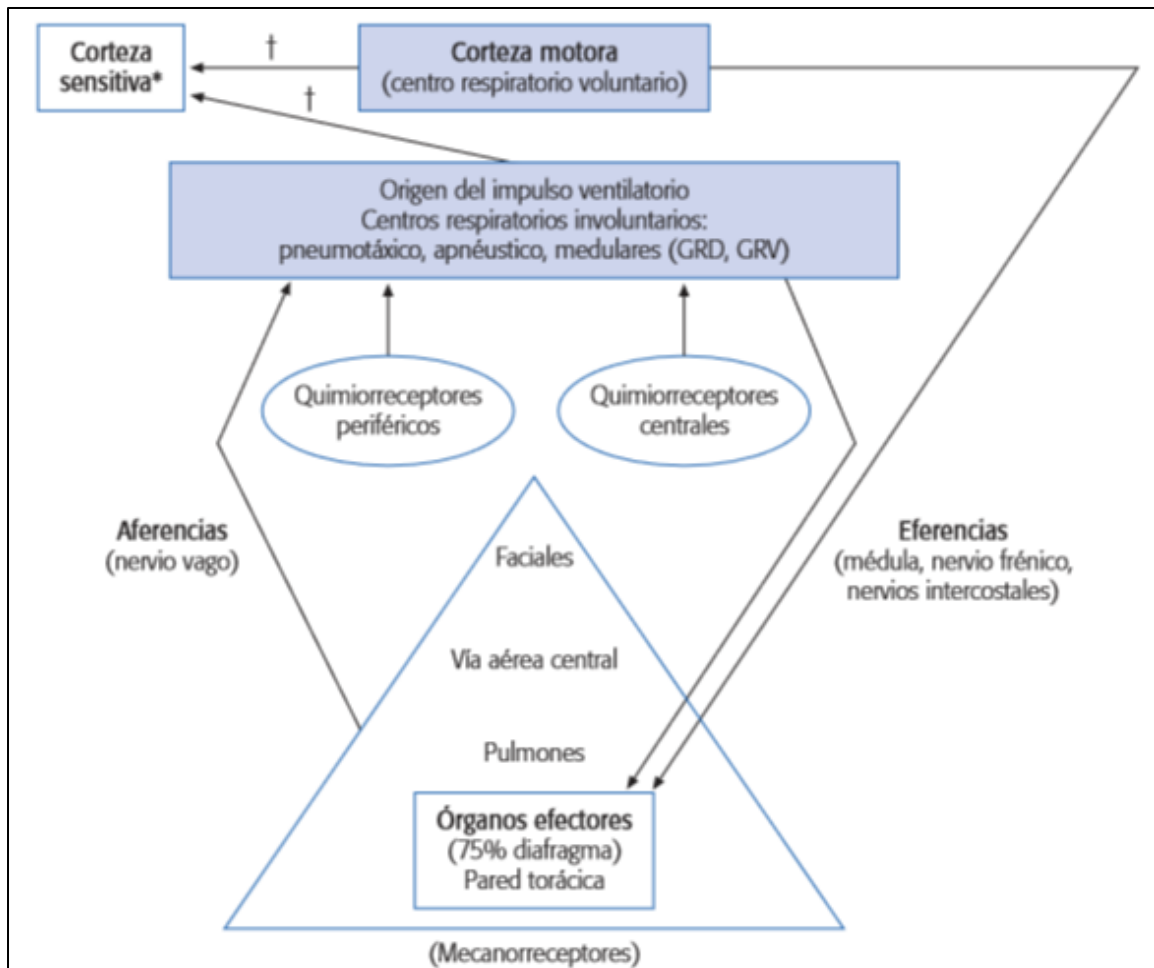 Corteza
sensitiva*
†
†
Corteza motora
(centro respiratorio voluntario)
Origen del impulso ventilatorio
Centros respiratorios involuntarios:
pneumotáxico, apnéustico, medulares (GRD, GRV)
Quimiorreceptores
periféricos
Quimiorreceptores
centrales
Aferencias
(nervio vago)
Faciales
Vía aérea central
Pulmones
Eferencias
(médula, nervio frénico,
nervios intercostales)
Órganos efectores
(75% diafragma)
Pared torácica
(Mecanorreceptores)